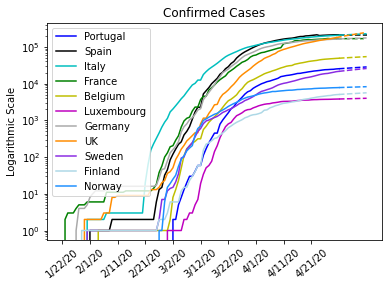 Confirmed Cases
Logarithmic Scale
10^5
10^4
10^3
10^2
10^1
10^0
Portugal
Spain
Italy
France
Belgium
Luxembourg
Germany
UK
Sweden
Finland
Norway
1/22/20
2/1/20
2/11/20
2/21/20
3/2/20
3/12/20
3/22/20
4/1/20
4/11/20
4/21/20